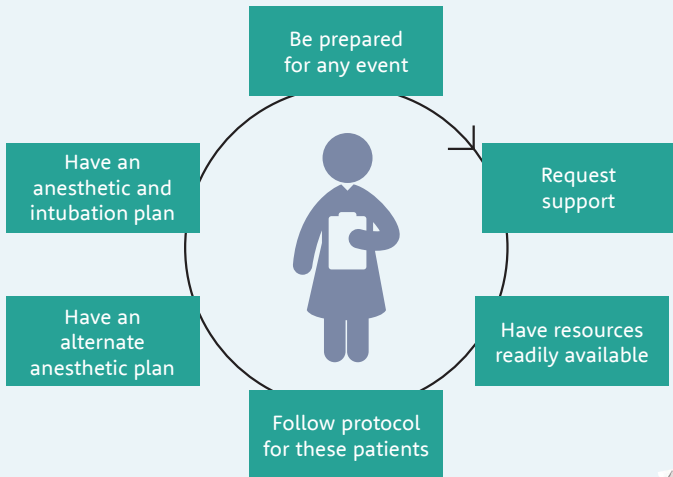 Be prepared
for any event
Request
support
Have resources
readily available
Follow protocol
for these patients
Have an
alternate
anesthetic plan
Have an
anesthetic and
intubation plan